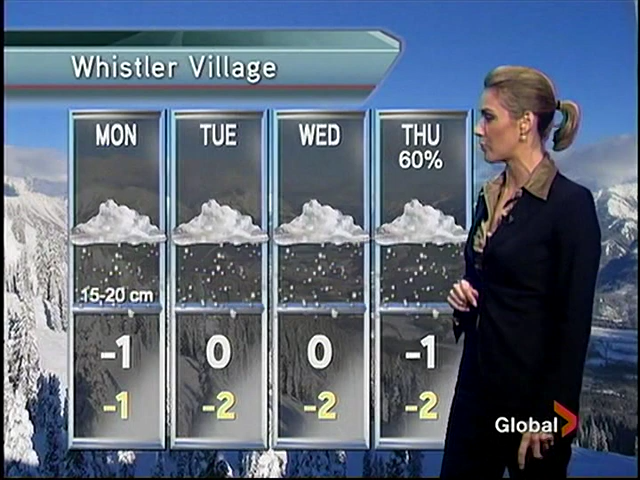 Whistler Village
MON TUE WED THU
60%
15-20 cm
-1 0 0 -1
-1 -2 -2 -2
Global